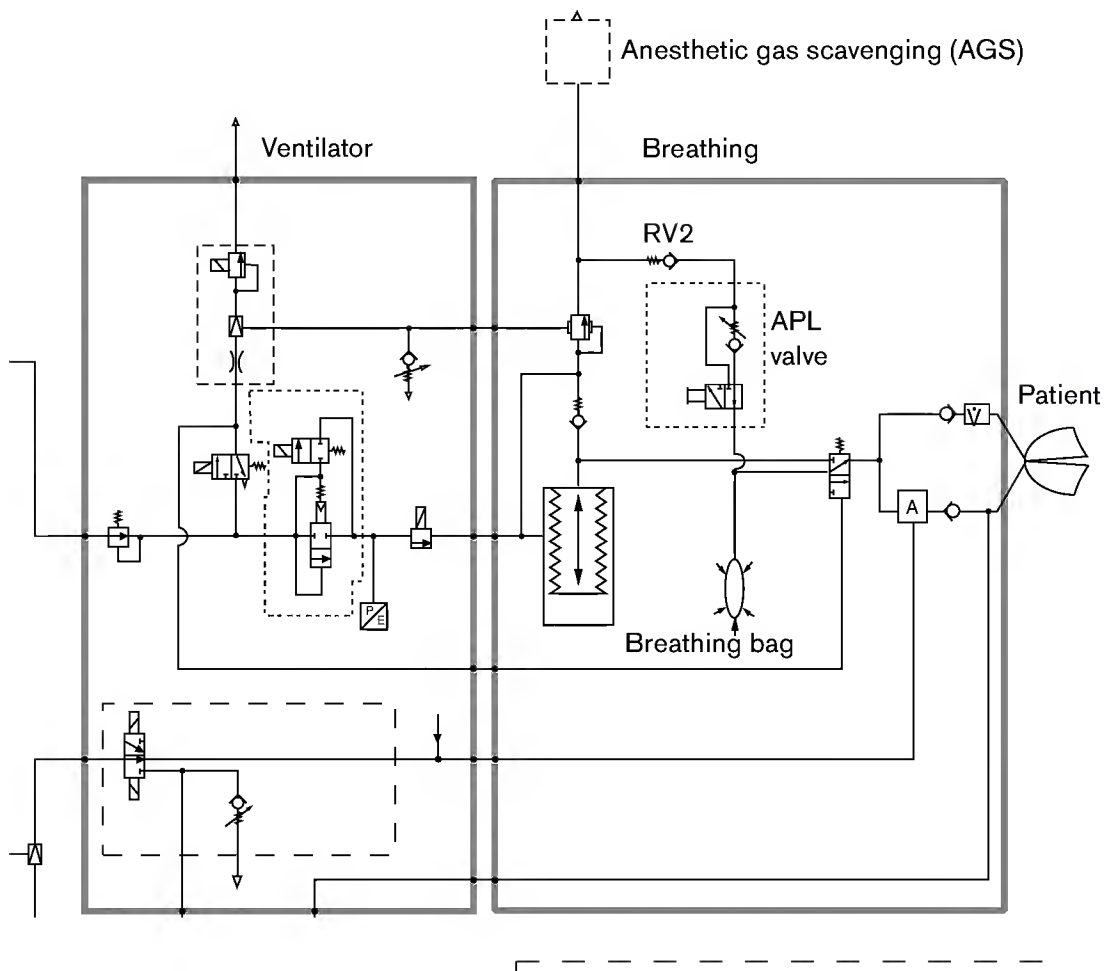 Anesthetic gas scavenging (AGS)
Ventilator
Breathing
RV2
APL
valve
Patient
V̇
A
P
E
Breathing bag